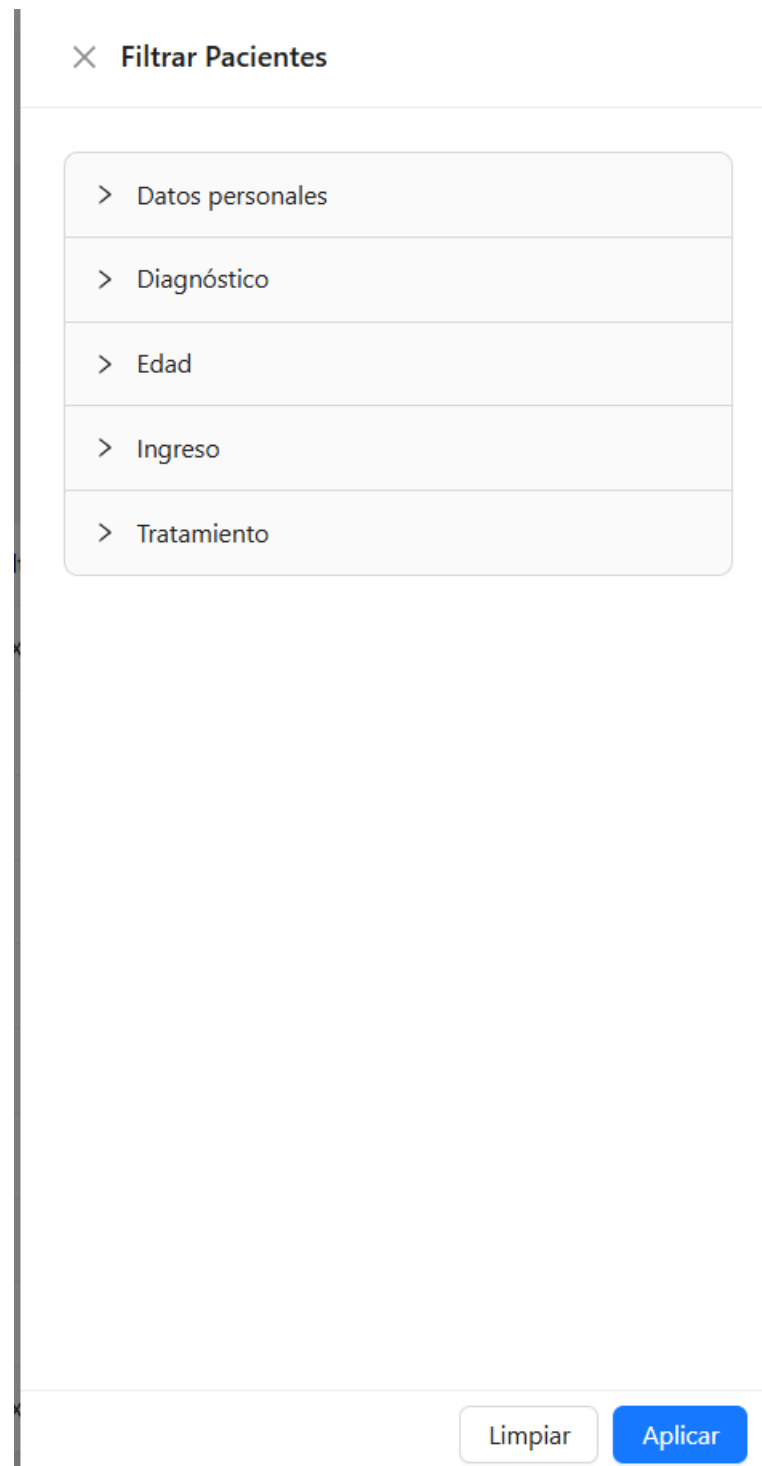 Filtrar Pacientes
Datos personales
Diagnóstico
Edad
Ingreso
Tratamiento
Limpiar Aplicar